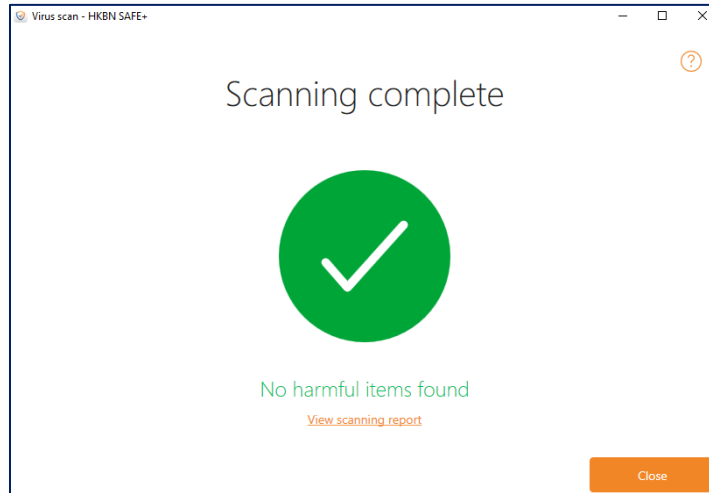 Virus scan - HKBN SAFE+
?
Scanning complete
No harmful items found
View scanning report
Close